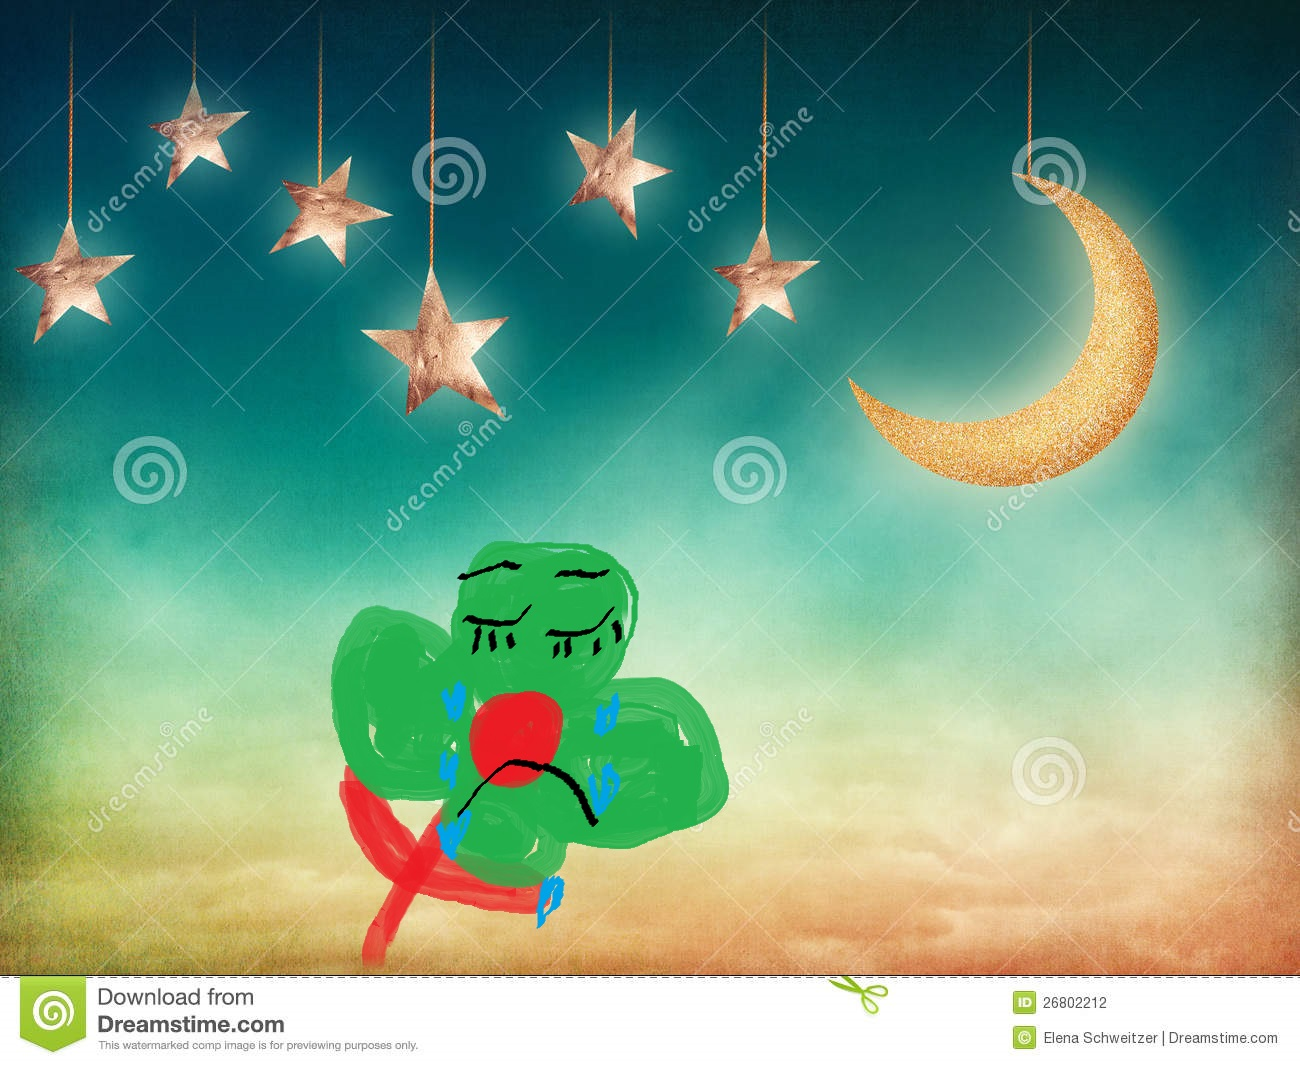 dreamstime
dreamstime
dreamstime
dreamstime
dreamstime
dreamstime
Download from
Dreamstime.com
This watermarked comp image is for previewing purposes only.
ID 26802212
© Elena Schweitzer | Dreamstime.com